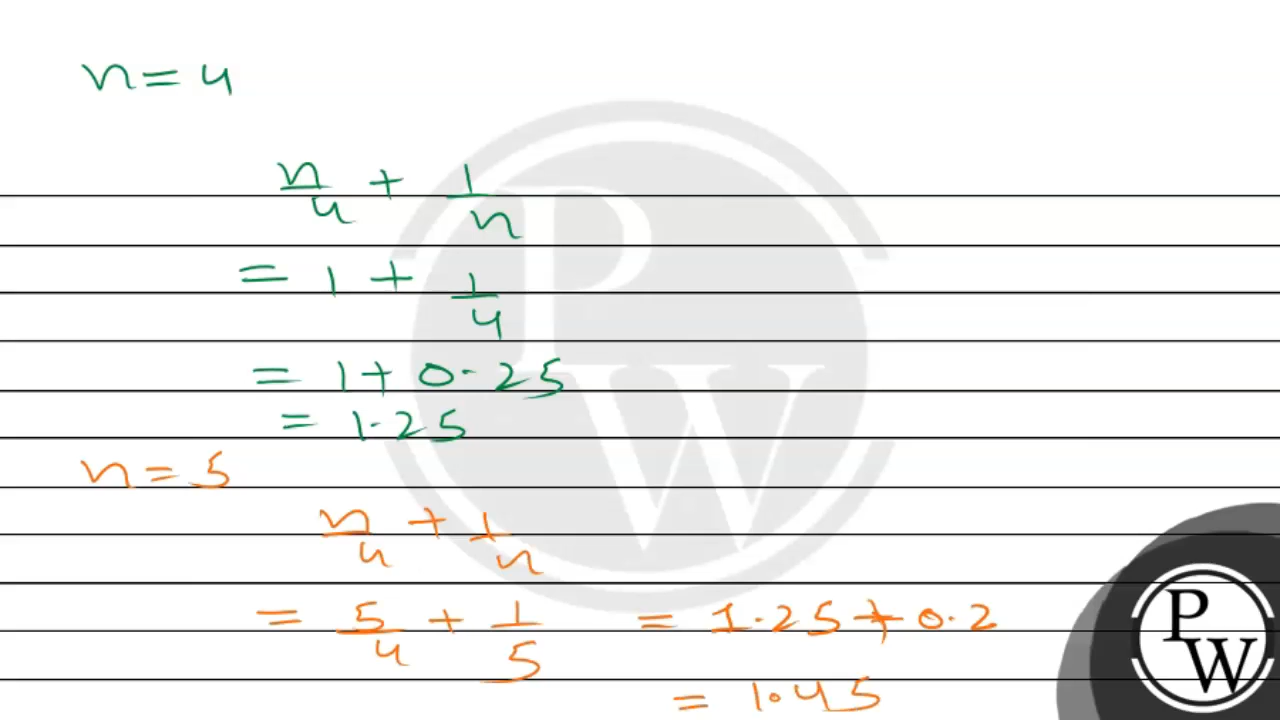 n = 4
n/4 + 1/n
= 1 + 1/4
= 1 + 0.25
= 1.25
n = 5
n/4 + 1/n
= 5/4 + 1/5 = 1.25 + 0.2
= 1.45
P
W
P
W